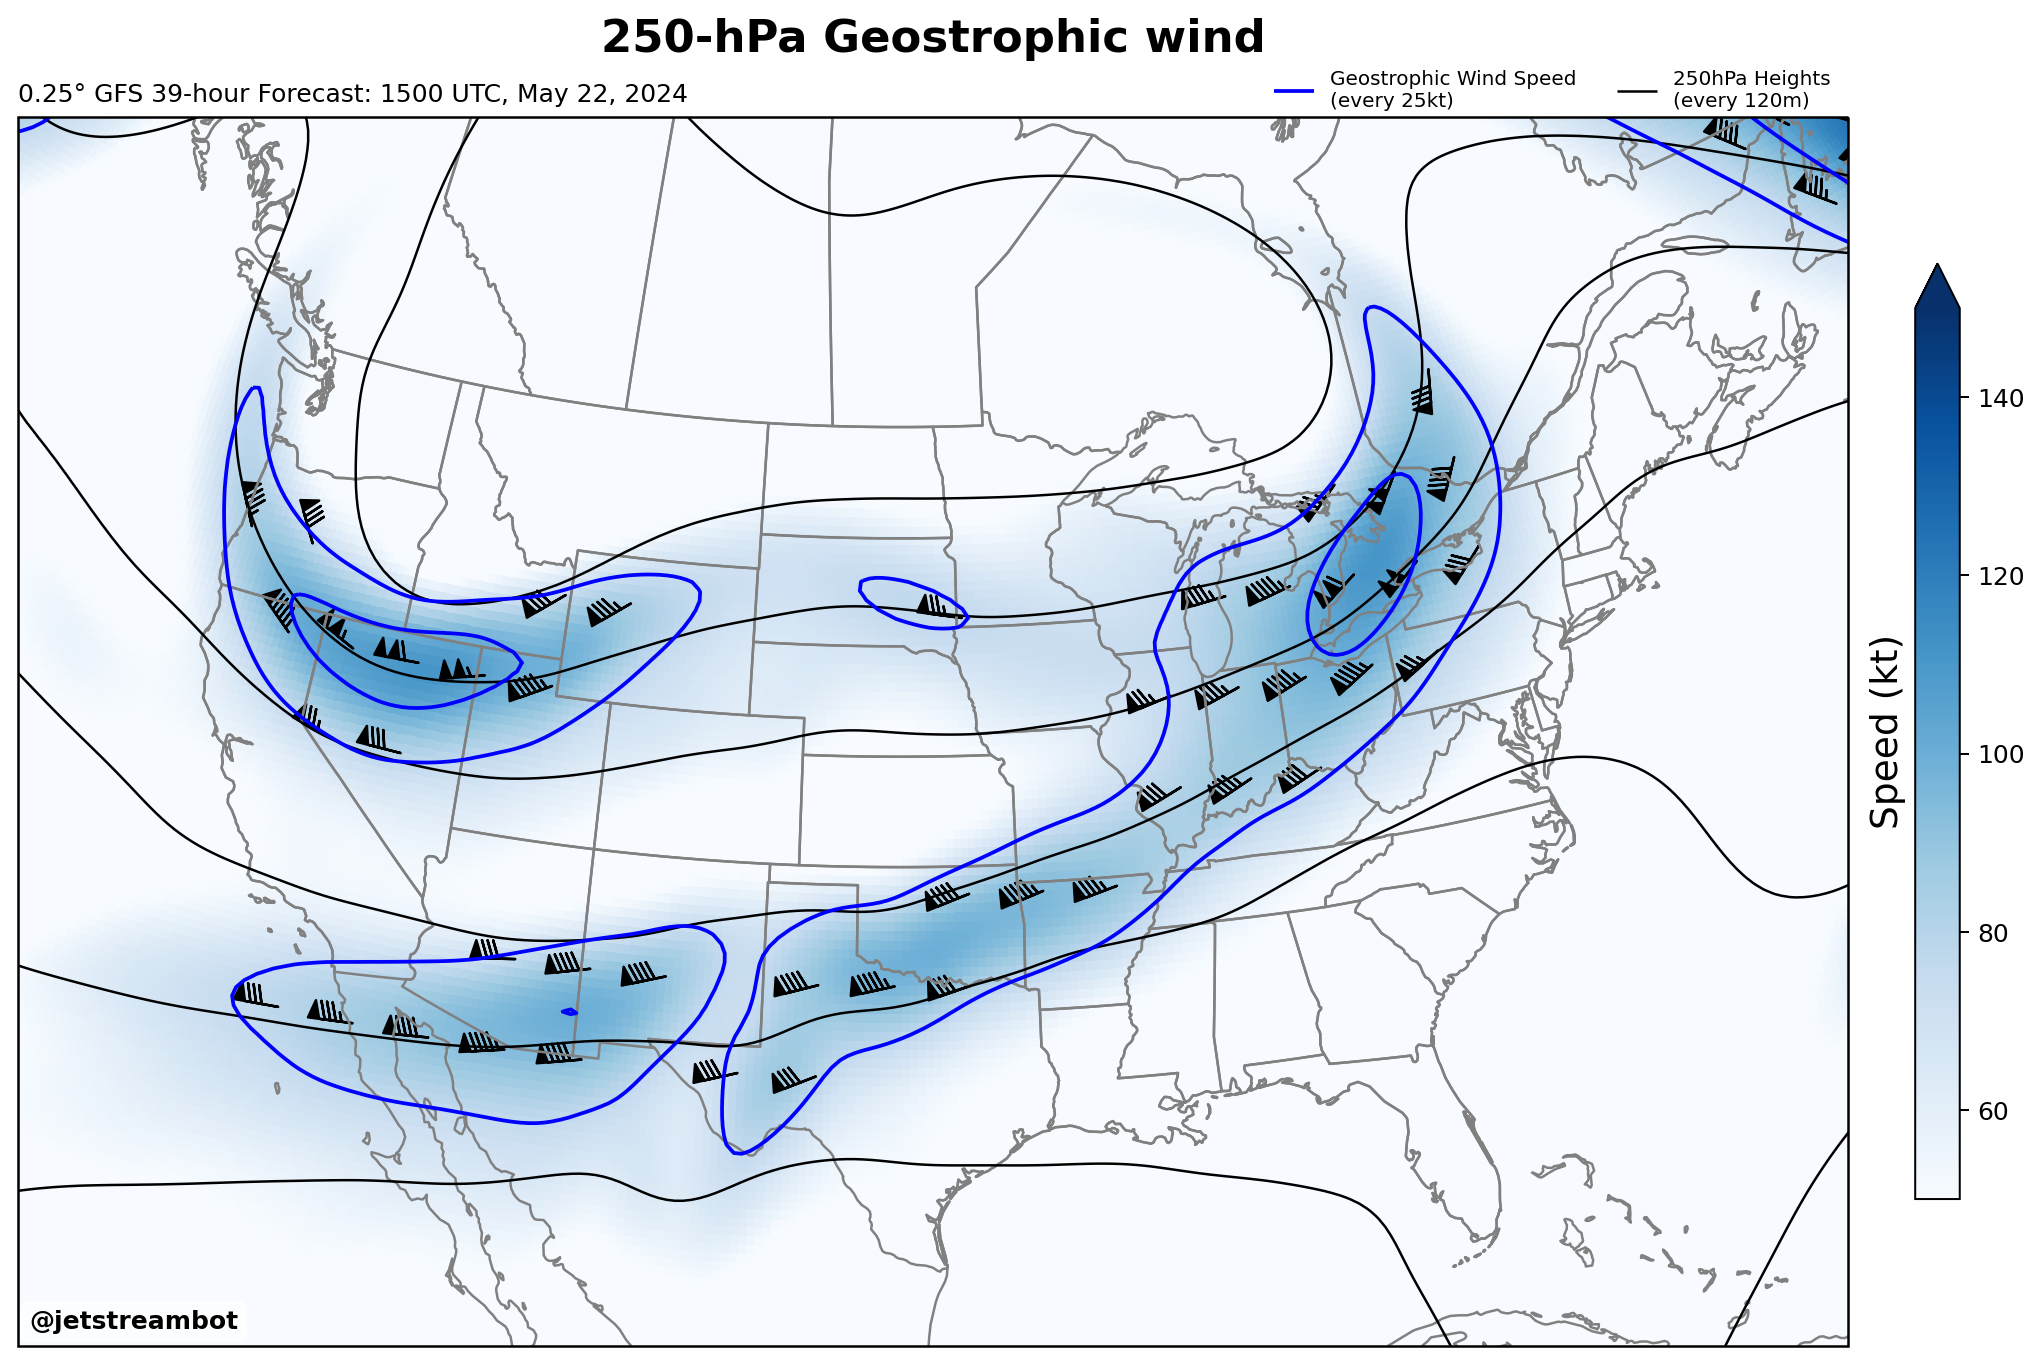 250-hPa Geostrophic wind
0.25° GFS 39-hour Forecast: 1500 UTC, May 22, 2024
Geostrophic Wind Speed
(every 25kt)
250hPa Heights
(every 120m)
140
120
100
80
60
Speed (kt)
@jetstreambot